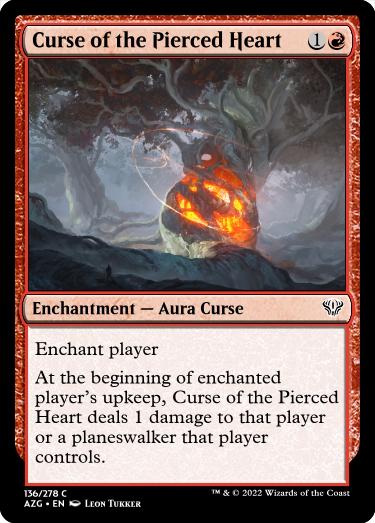 Curse of the Pierced Heart 1
Enchantment — Aura Curse
Enchant player
At the beginning of enchanted
player's upkeep, Curse of the Pierced
Heart deals 1 damage to that player
or a planeswalker that player
controls.
136/278 C
AZG • EN Leon Tukker
™ & © 2022 Wizards of the Coast